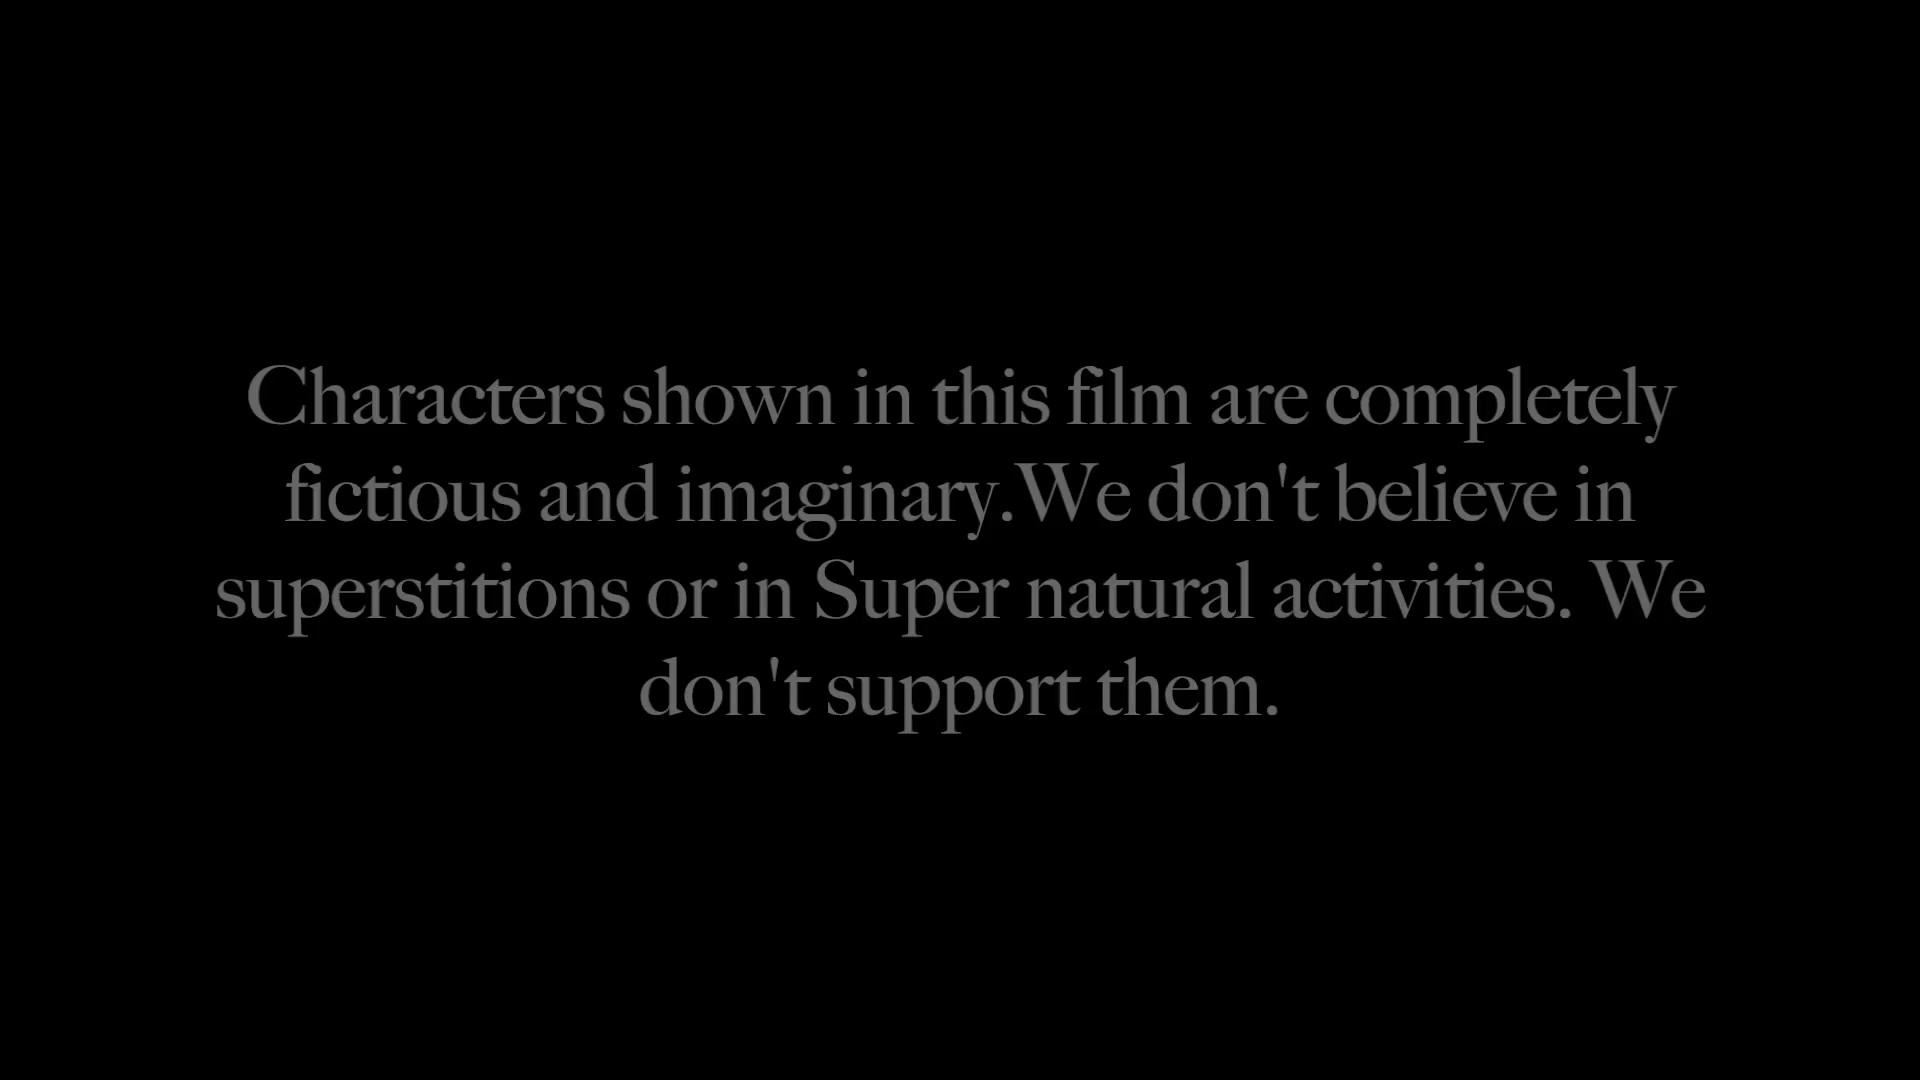 Characters shown in this film are completely
fictious and imaginary.We don't believe in
superstitions or in Super natural activities. We
don't support them.